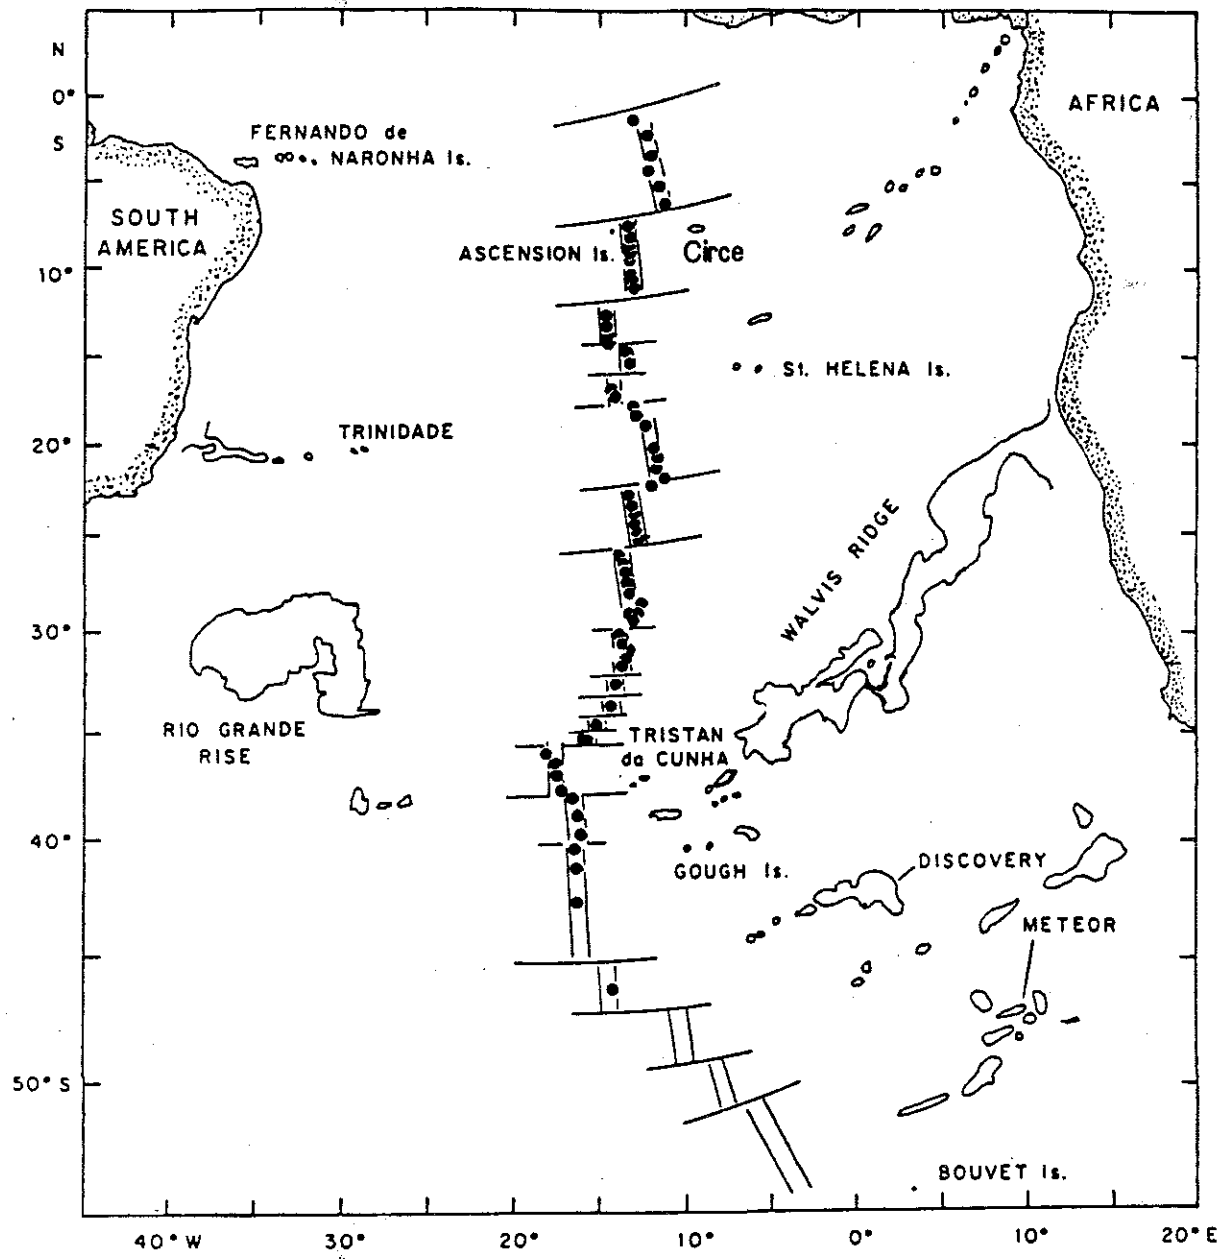 N
0°
S
AFRICA
FERNANDO de
NARONHA Is.
SOUTH
AMERICA
ASCENSION Is.
Circe
10°
St. HELENA Is.
TRINIDADE
20°
WALVIS RIDGE
30°
RIO GRANDE
RISE
TRISTAN
da CUNHA
40°
GOUGH Is.
DISCOVERY
METEOR
50° S
BOUVET Is.
40° W
30°
20°
10°
0°
10°
20° E